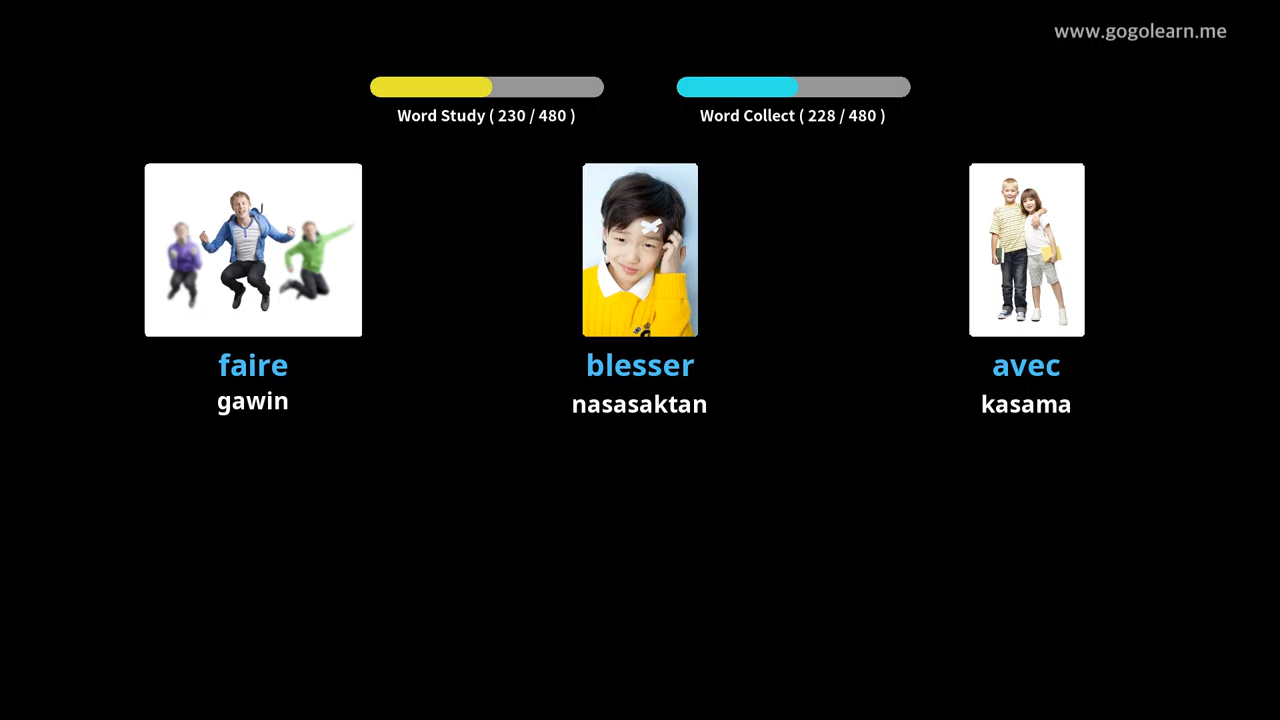 www.gogolearn.me
Word Study ( 230 / 480 )
Word Collect ( 228 / 480 )
faire
gawin
blesser
nasasaktan
avec
kasama